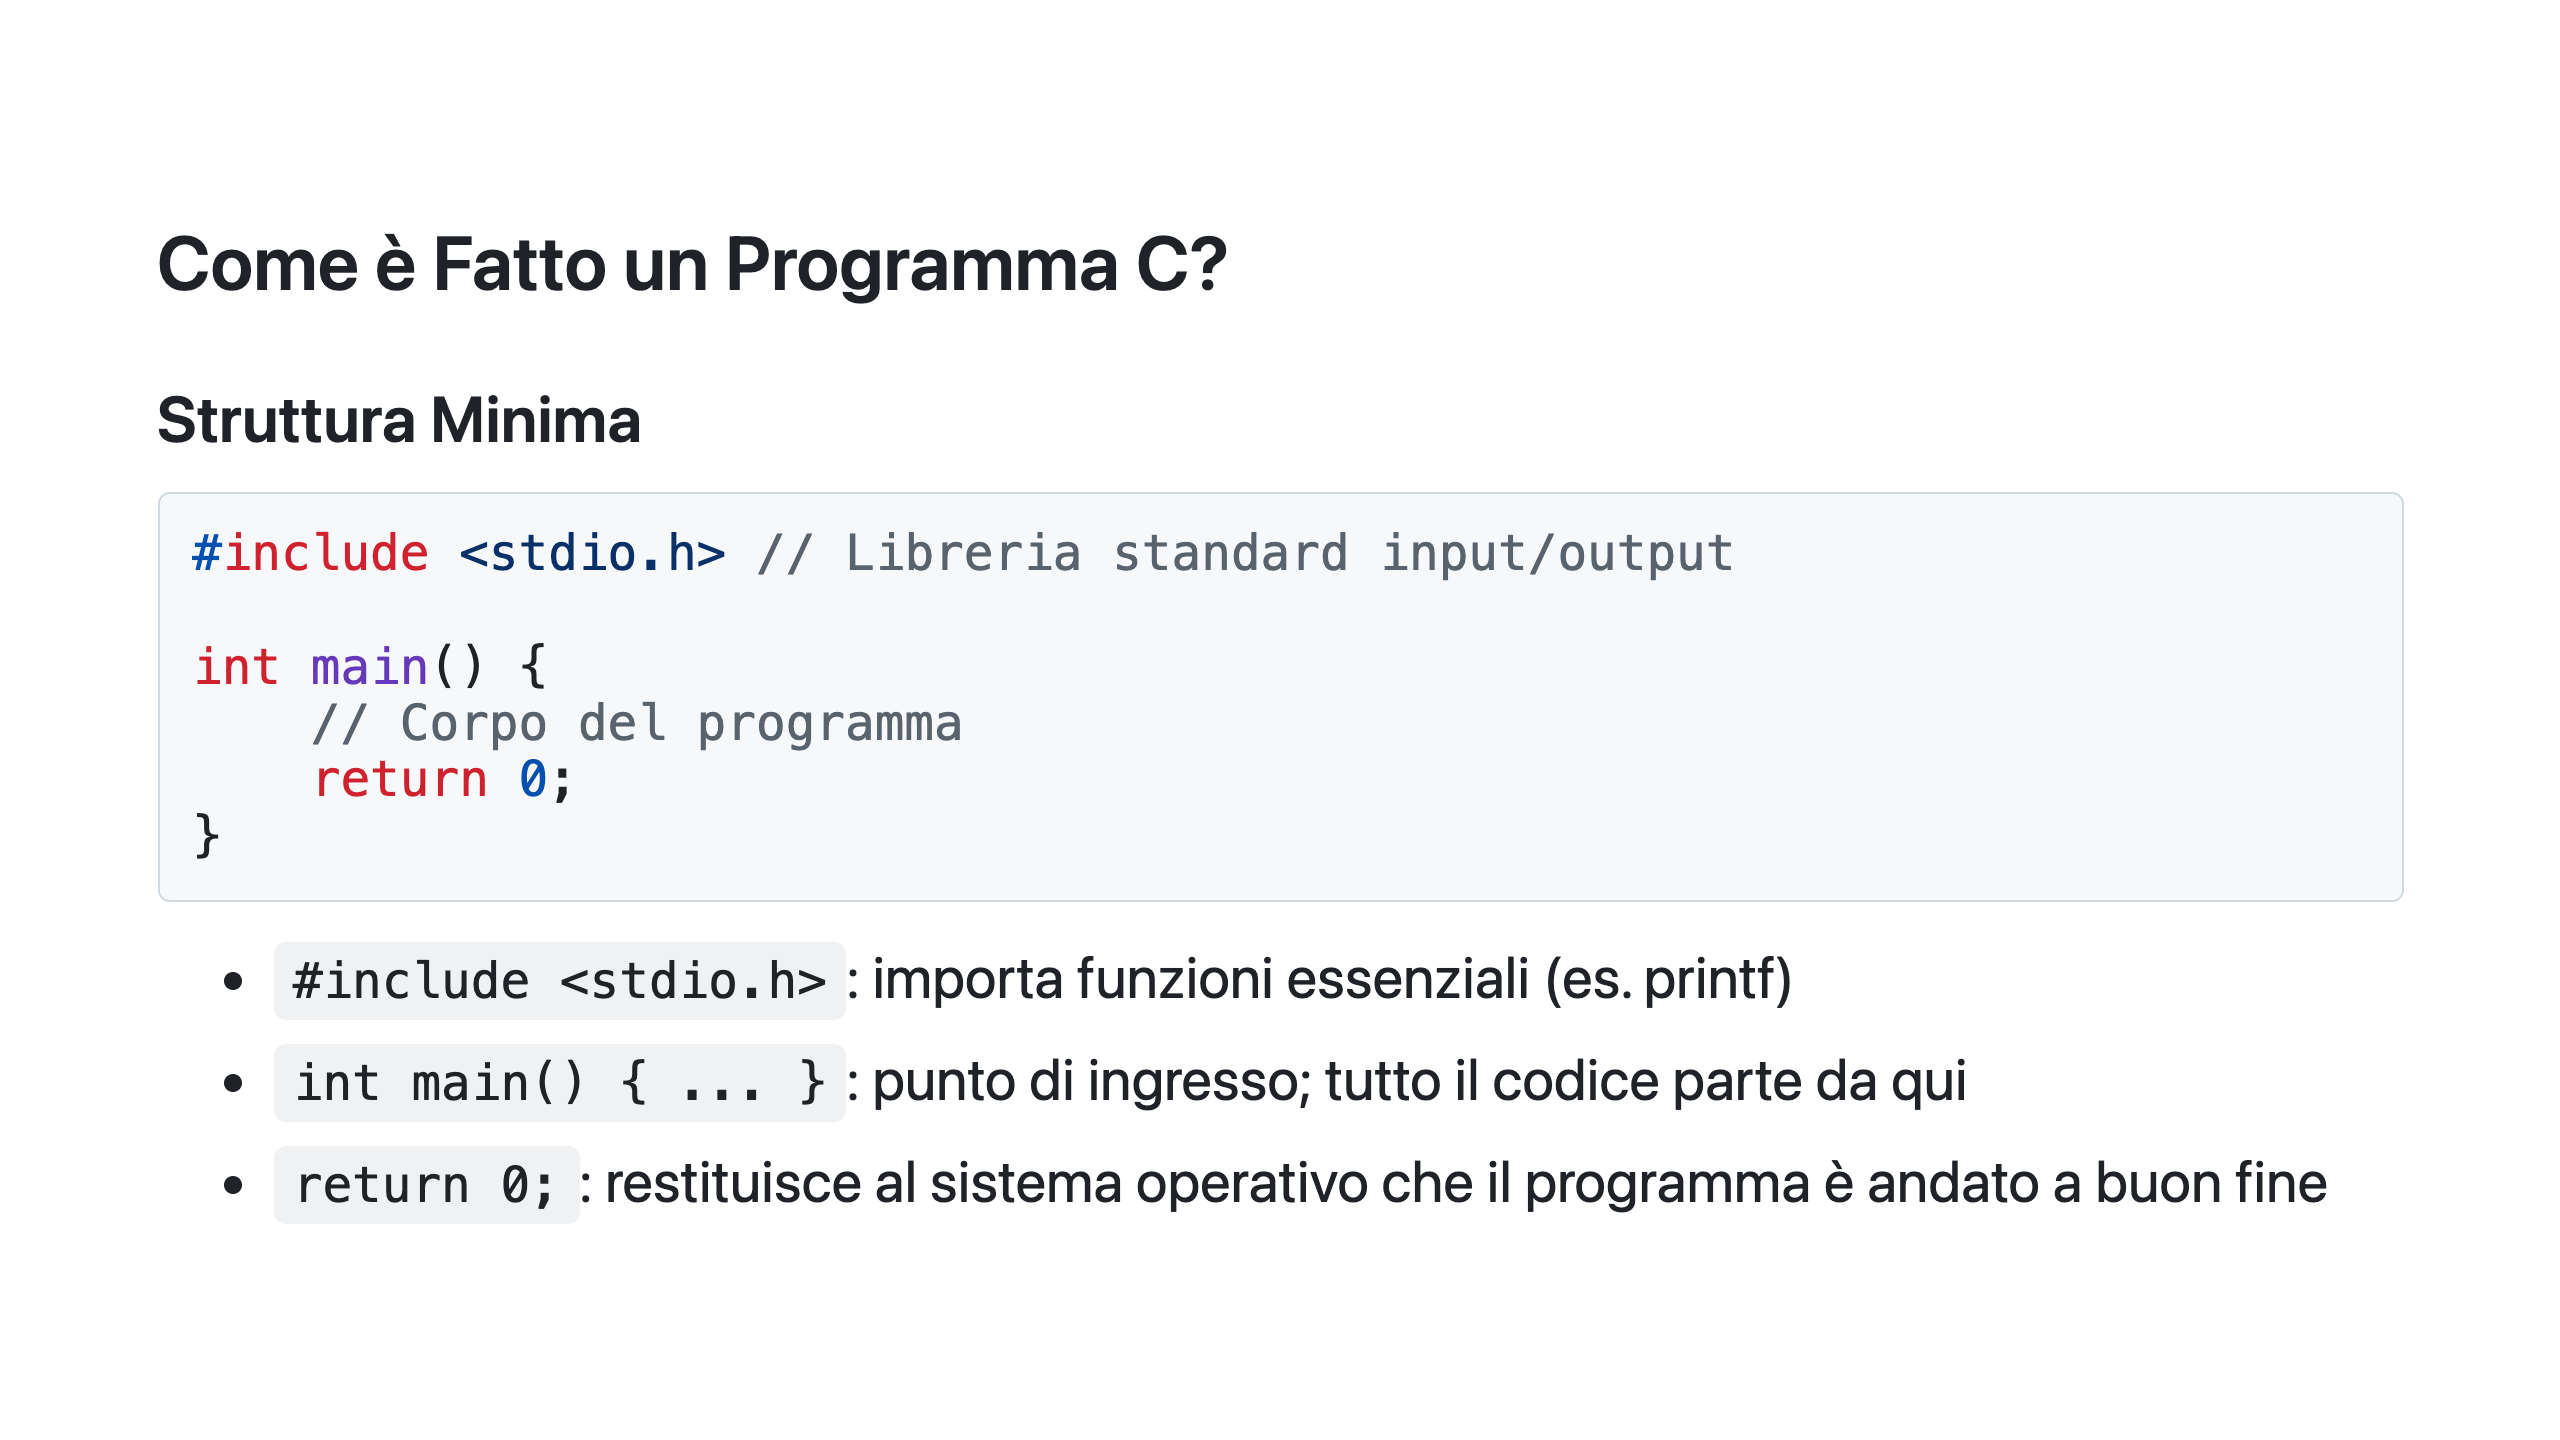 Come è Fatto un Programma C?
Struttura Minima
#include <stdio.h> // Libreria standard input/output
int main() {
    // Corpo del programma
    return 0;
}
• #include <stdio.h> : importa funzioni essenziali (es. printf)
• int main() { ... } : punto di ingresso; tutto il codice parte da qui
• return 0; : restituisce al sistema operativo che il programma è andato a buon fine